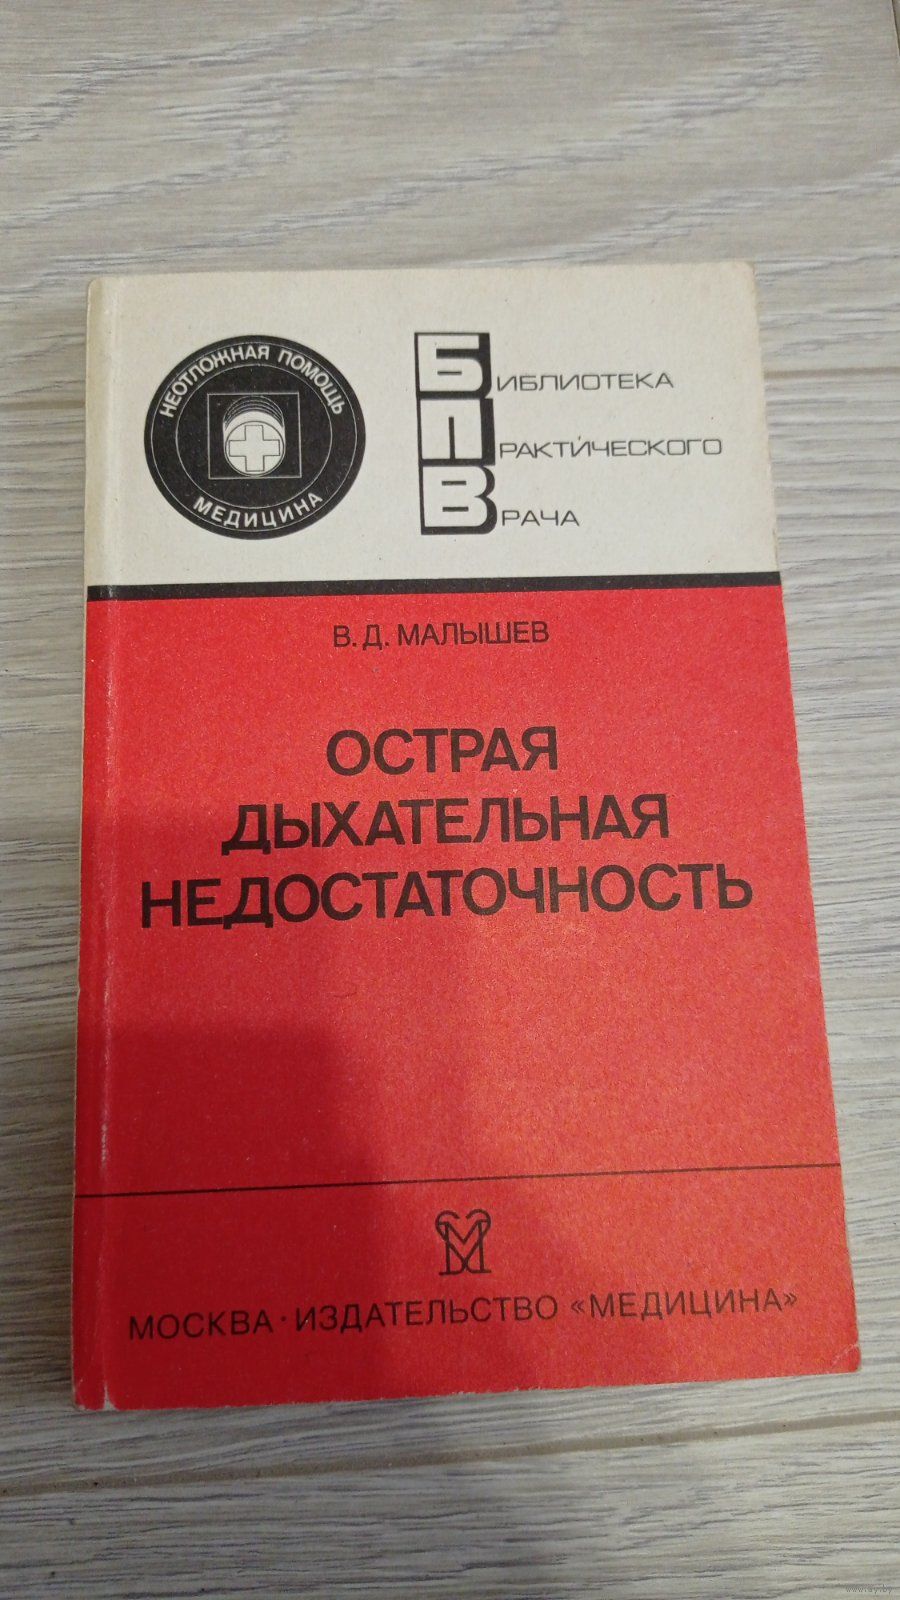 НЕОТЛОЖНАЯ ПОМОЩЬ
МЕДИЦИНА
БИБЛИОТЕКА
ПРАКТИЧЕСКОГО
ВРАЧА
В. Д. МАЛЫШЕВ
ОСТРАЯ
ДЫХАТЕЛЬНАЯ
НЕДОСТАТОЧНОСТЬ
МОСКВА · ИЗДАТЕЛЬСТВО «МЕДИЦИНА»